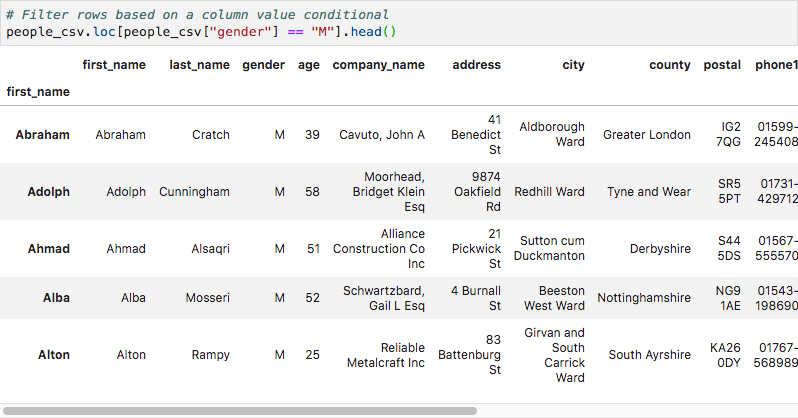 # Filter rows based on a column value conditional
people_csv.loc[people_csv["gender"] == "M"].head()
first_name last_name gender age company_name address city county postal phone1
first_name
Abraham Abraham Cratch M 39 Cavuto, John A 41 Benedict St Aldborough Ward Greater London IG2 7QG 01599-245408
Adolph Adolph Cunningham M 58 Moorhead, Bridget Klein Esq 9874 Oakfield Rd Redhill Ward Tyne and Wear SR5 5PT 01731-429712
Ahmad Ahmad Alsaqri M 51 Alliance Construction Co Inc 21 Pickwick St Sutton cum Duckmanton Derbyshire S44 5DS 01567-555570
Alba Alba Mosseri M 52 Schwartzbard, Gail L Esq 4 Burnall St Beeston West Ward Nottinghamshire NG9 1AE 01543-198690
Alton Alton Rampy M 25 Reliable Metalcraft Inc 83 Battenburg St Girvan and South Carrick Ward South Ayrshire KA26 0DY 01767-568989